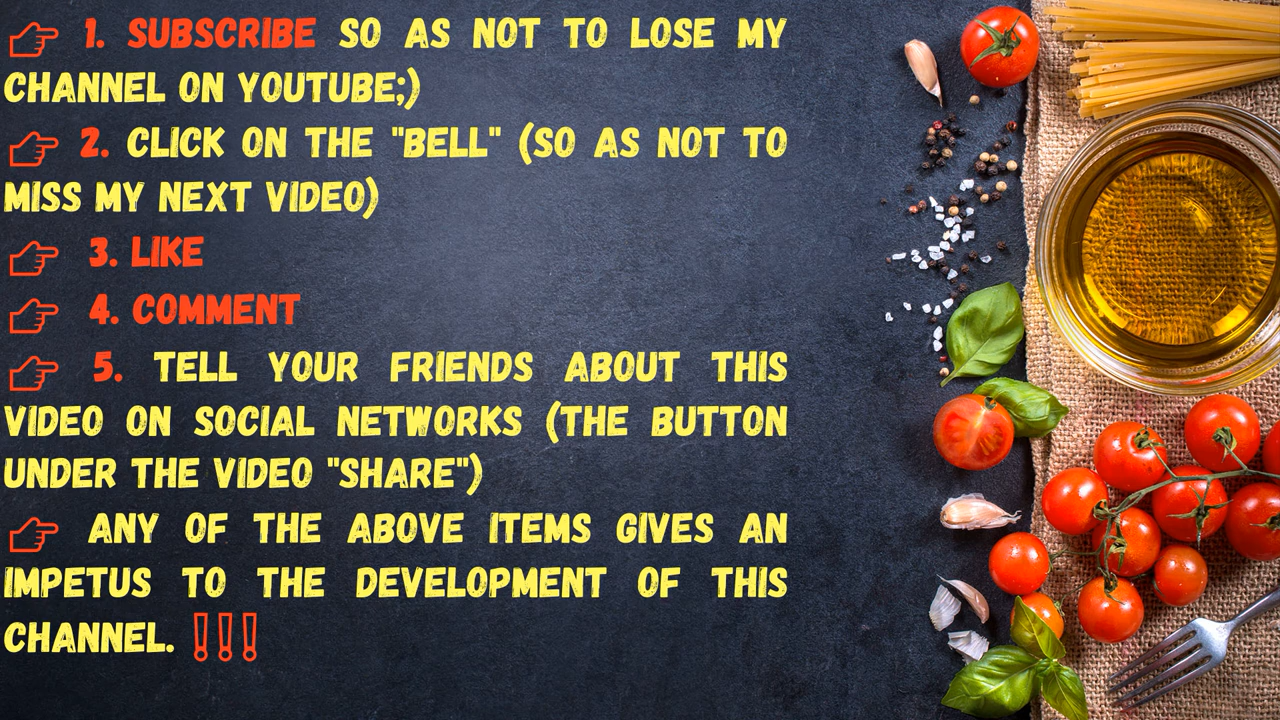 👉 1. SUBSCRIBE SO AS NOT TO LOSE MY
CHANNEL ON YOUTUBE;)
👉 2. CLICK ON THE "BELL" (SO AS NOT TO
MISS MY NEXT VIDEO)
👉 3. LIKE
👉 4. COMMENT
👉 5. TELL YOUR FRIENDS ABOUT THIS
VIDEO ON SOCIAL NETWORKS (THE BUTTON
UNDER THE VIDEO "SHARE")
👉 ANY OF THE ABOVE ITEMS GIVES AN
IMPETUS TO THE DEVELOPMENT OF THIS
CHANNEL. !!!